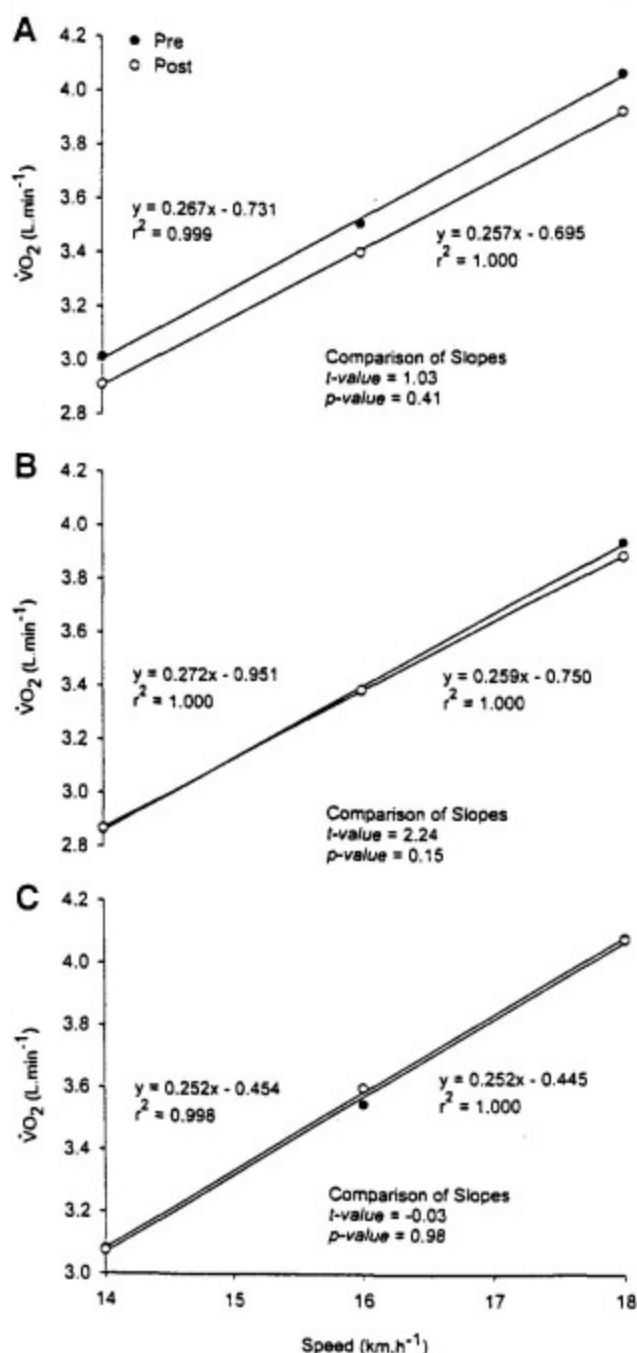 A
4.2
● Pre
○ Post
4.0
3.8
3.6
y = 0.267x - 0.731
r² = 0.999
y = 0.257x - 0.695
r² = 1.000
3.4
3.2
3.0
2.8
V̇O₂ (L.min⁻¹)
Comparison of Slopes
t-value = 1.03
p-value = 0.41
B
4.2
4.0
3.8
3.6
3.4
y = 0.272x - 0.951
r² = 1.000
y = 0.259x - 0.750
r² = 1.000
3.2
3.0
2.8
V̇O₂ (L.min⁻¹)
Comparison of Slopes
t-value = 2.24
p-value = 0.15
C
4.2
4.0
3.8
3.6
y = 0.252x - 0.454
r² = 0.998
y = 0.252x - 0.445
r² = 1.000
3.4
3.2
3.0
V̇O₂ (L.min⁻¹)
Comparison of Slopes
t-value = -0.03
p-value = 0.98
14 15 16 17 18
Speed (km.h⁻¹)